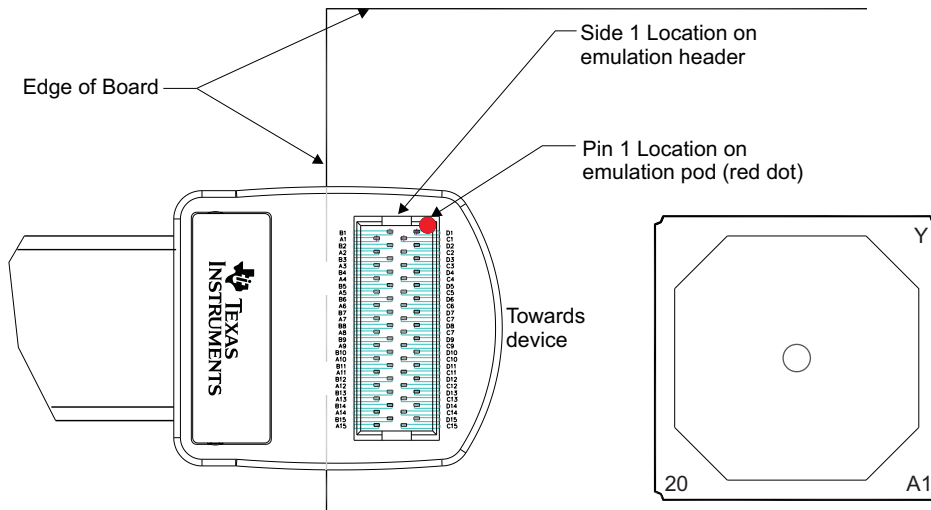 Side 1 Location on
emulation header
Edge of Board
Pin 1 Location on
emulation pod (red dot)
TEXAS
INSTRUMENTS
B1 D1
A1 C1
B2 D2
A2 C2
B3 D3
A3 C3
B4 D4
A4 C4
B5 D5
A5 C5
B6 D6
A6 C6
B7 D7
A7 C7
B8 D8
A8 C7
B9 D9
A9 C9
B10 D10
A10 C10
B11 D11
A11 C11
B12 D12
A12 C12
B13 D13
A13 C13
B14 D14
A14 C14
B15 D15
A15 C15
Towards
device
Y
20 A1